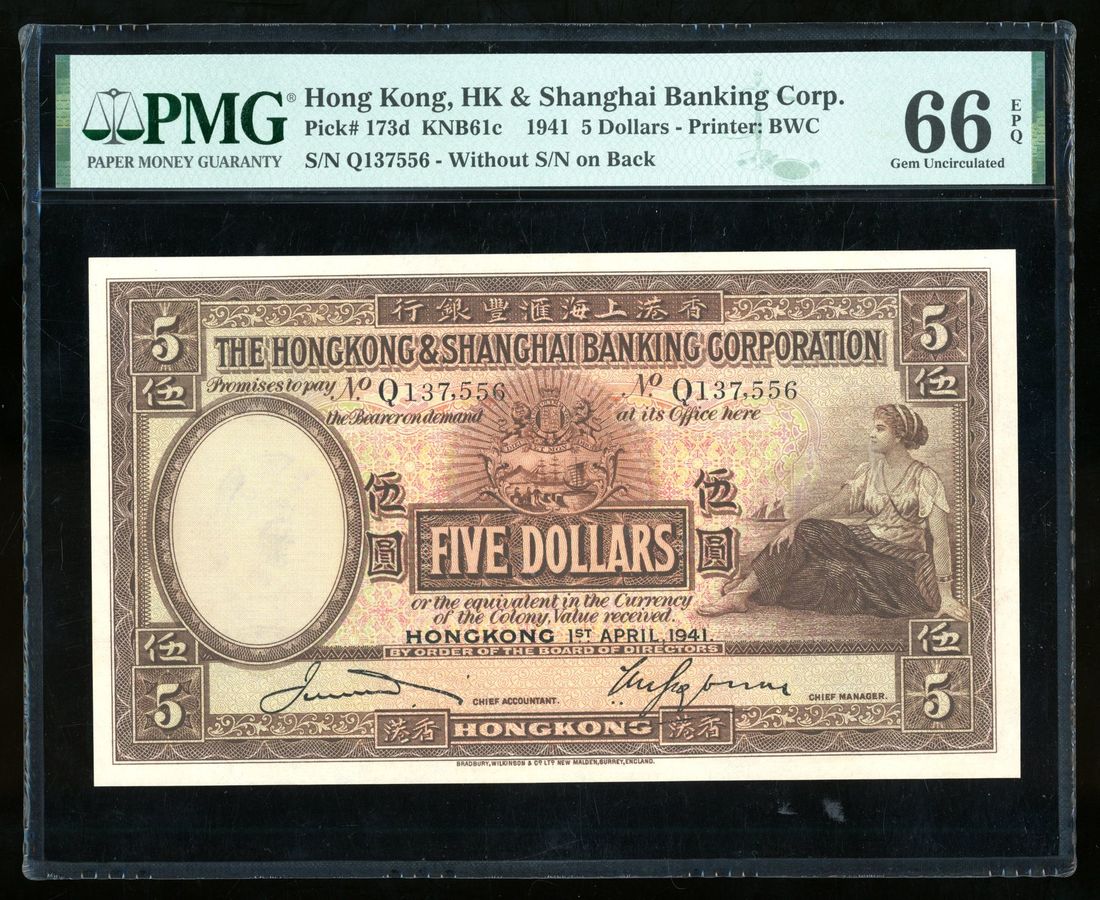 PMG®
PAPER MONEY GUARANTY
Hong Kong, HK & Shanghai Banking Corp.
Pick# 173d KNB61c 1941 5 Dollars - Printer: BWC
S/N Q137556 - Without S/N on Back
66
EPQ
Gem Uncirculated
行銀豐滙海上港香
5 5
THE HONGKONG & SHANGHAI BANKING CORPORATION
伍 伍
Promises to pay No Q137,556 No Q137,556
the Bearer on demand at its Office here
伍圓 伍圓
FIVE DOLLARS
or the equivalent in the Currency
of the Colony, Value received.
HONGKONG 1ST APRIL, 1941.
BY ORDER OF THE BOARD OF DIRECTORS
伍 伍
5 5
CHIEF ACCOUNTANT. CHIEF MANAGER.
港香 HONGKONG 港香
BRADBURY, WILKINSON & CO LTD NEW MALDEN, SURREY, ENGLAND.